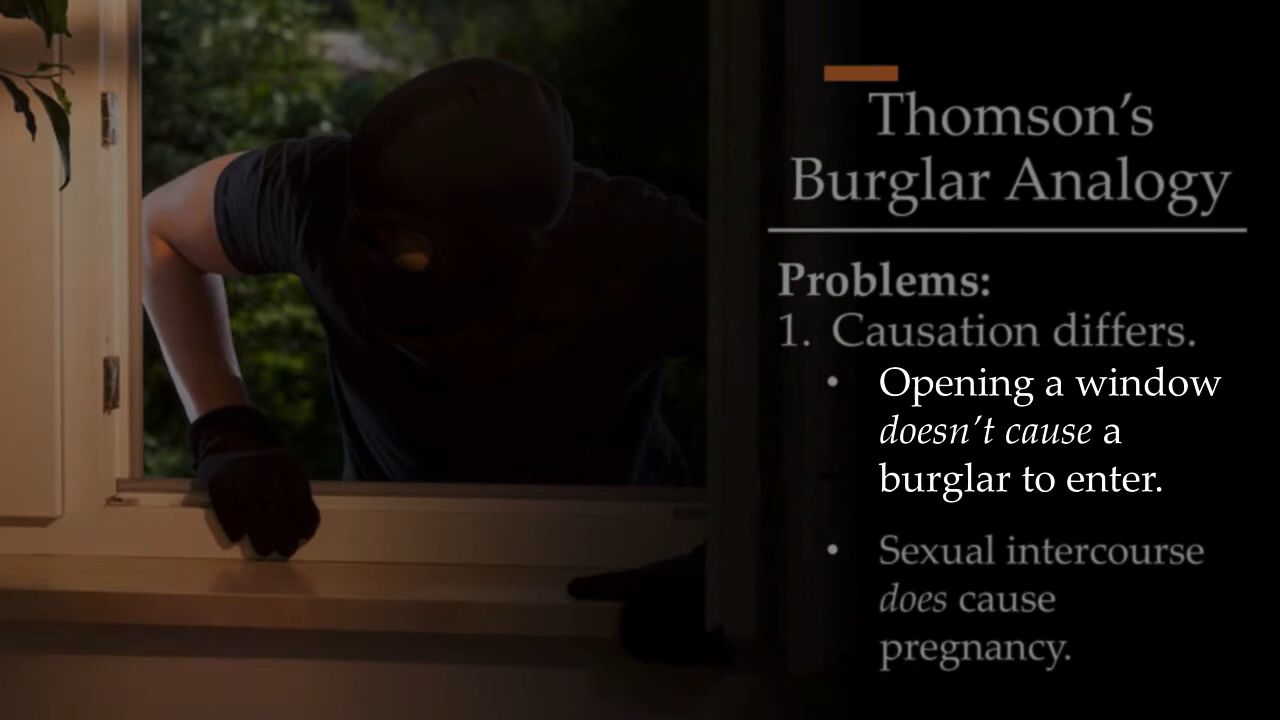 Thomson’s
Burglar Analogy
Problems:
1. Causation differs.
• Opening a window
doesn’t cause a
burglar to enter.
• Sexual intercourse
does cause
pregnancy.